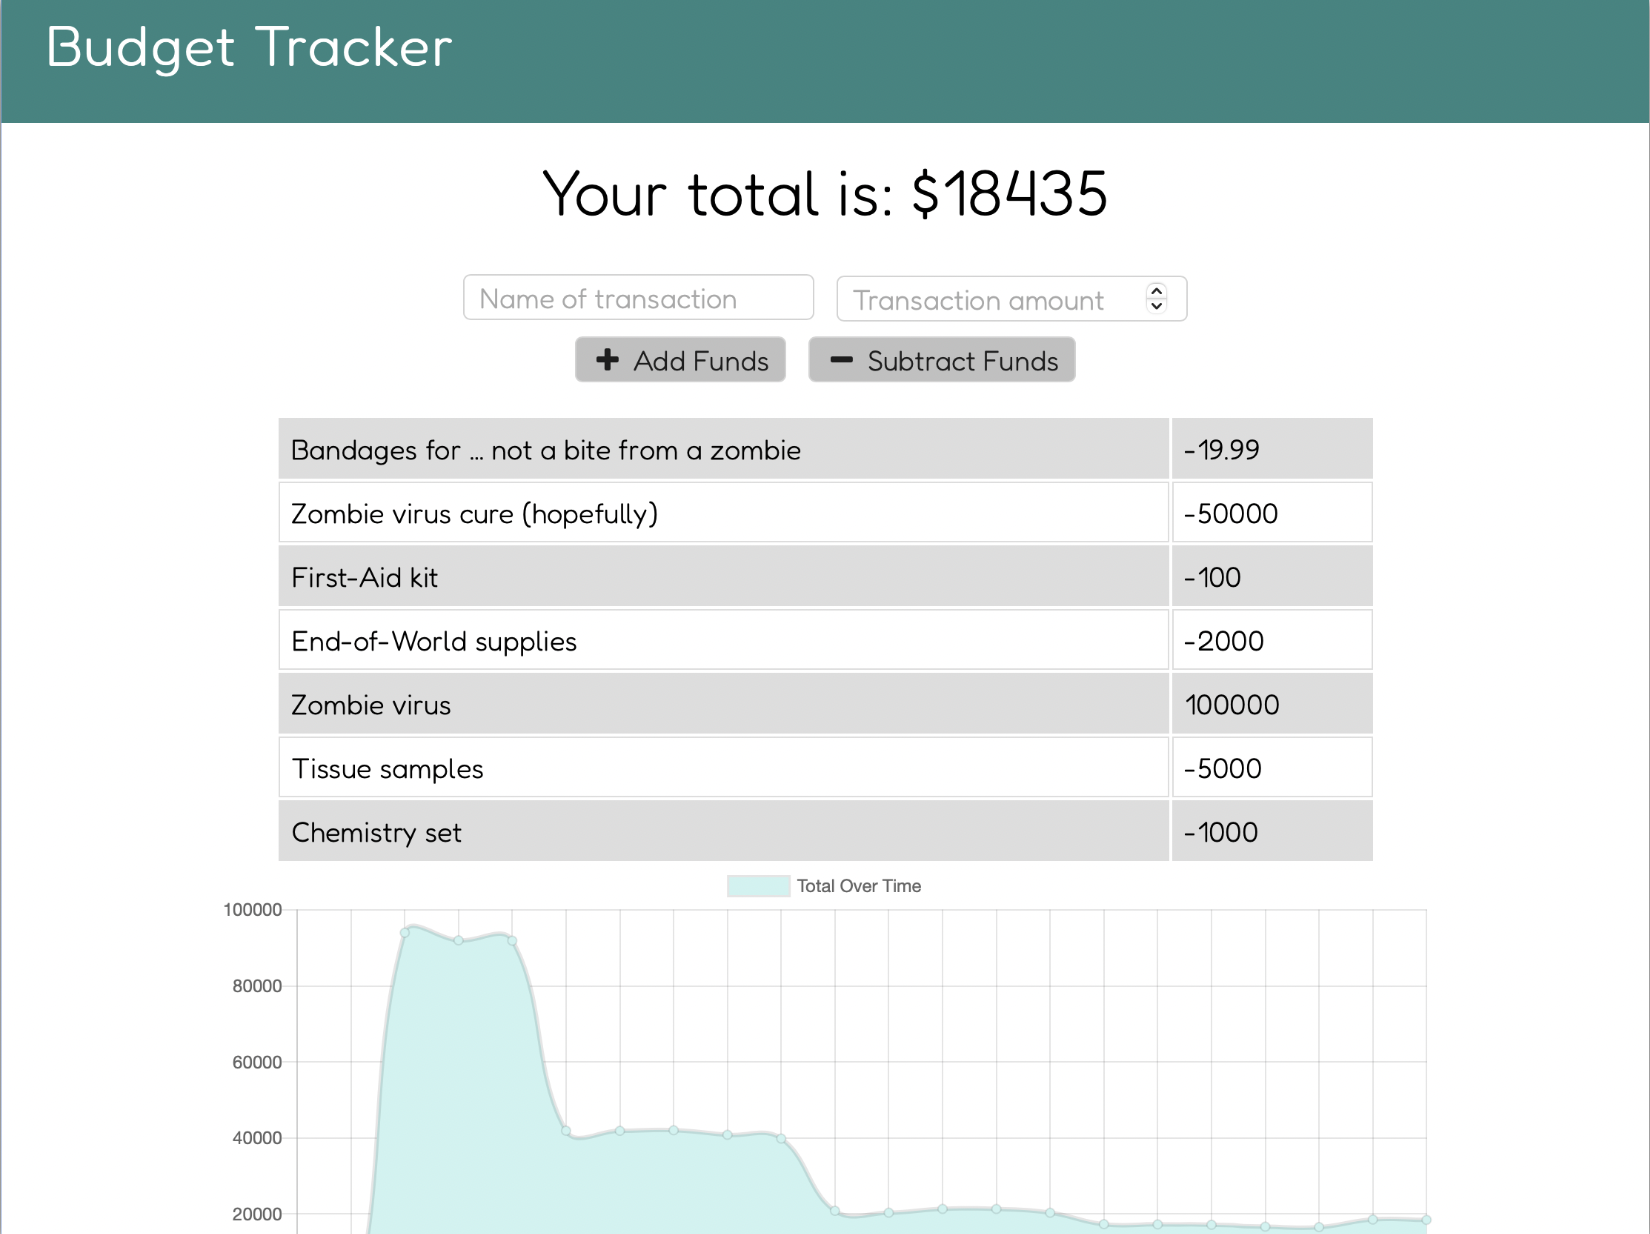 Budget Tracker
Your total is: $18435
Name of transaction Transaction amount
+ Add Funds − Subtract Funds
Bandages for ... not a bite from a zombie -19.99
Zombie virus cure (hopefully) -50000
First-Aid kit -100
End-of-World supplies -2000
Zombie virus 100000
Tissue samples -5000
Chemistry set -1000
Total Over Time
100000
80000
60000
40000
20000